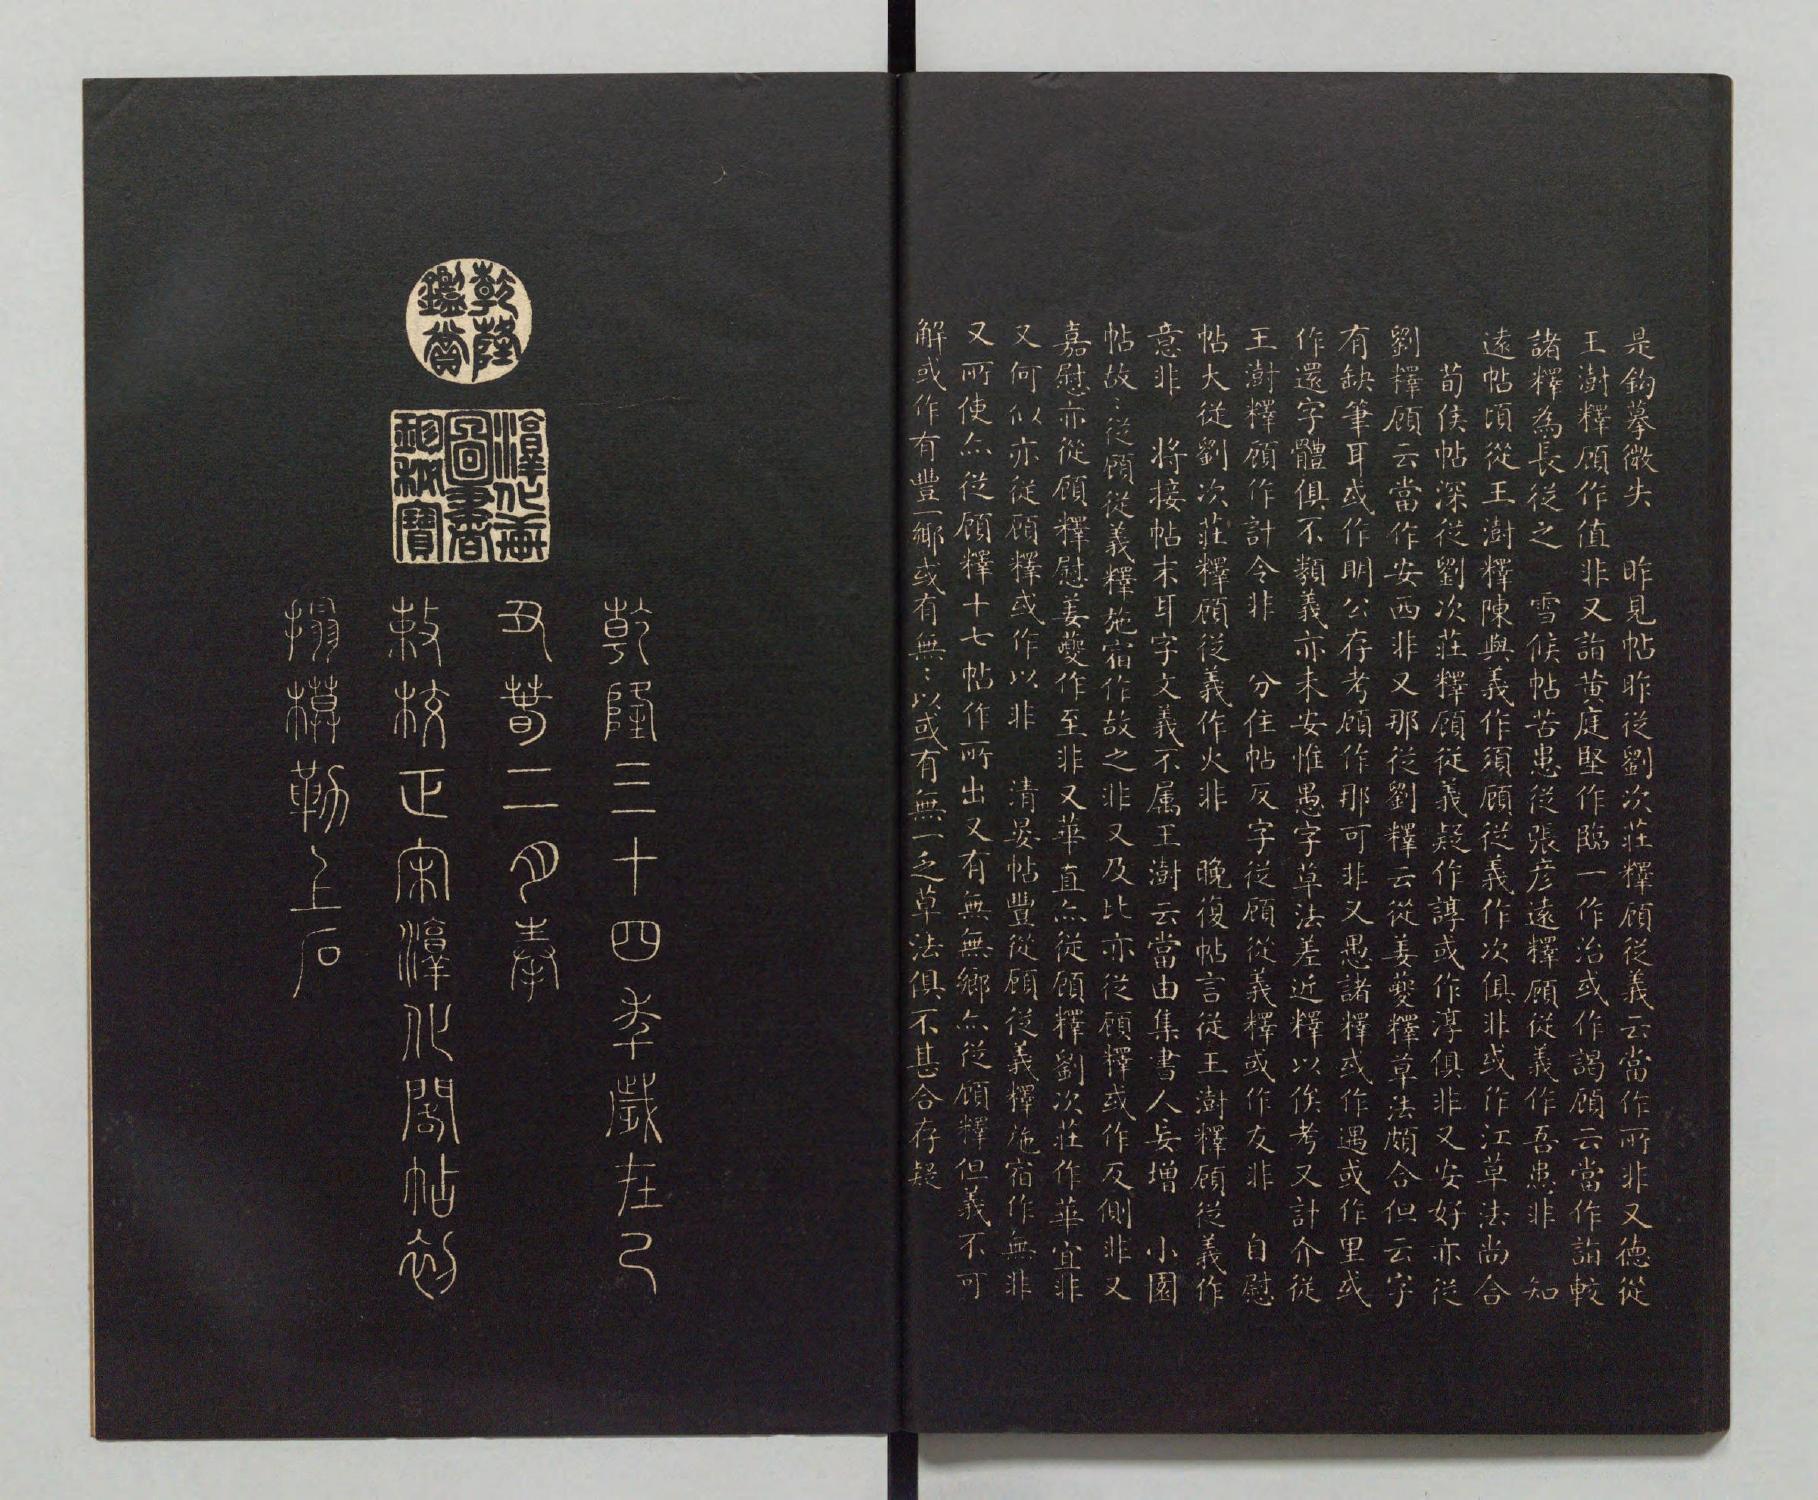 是鈎摹微失　昨見帖昨從劉次莊釋顧從義云當作所非又德從
王澍釋顧作值非又詣黄庭堅作臨一作治或作謁顧云當作詣較
諸釋為長從之　雪候帖苦患從張彦遠釋顧從義作吾患非　知
遠帖頃從王澍釋陳與義作須顧從義作次俱非或作江草法尚合
荀侯帖深從劉次莊釋顧從義疑作諄或作淳俱非又安好亦從
劉釋顧云當作安西非又那從劉釋云從姜夔釋草法頗合但云字
有缺筆耳或作明公存考顧作那可非又愚諸釋或作遇或作里或
作還字體俱不類義亦未安惟愚字草法差近釋以俟考又計介從
王澍釋顧作計令非　分住帖反字從顧從義釋或作友非　自慰
帖大從劉次莊釋顧從義作火非　晚復帖言從王澍釋顧從義作
意非　將接帖末耳字文義不属王澍云當由集書人妄增　小園
帖故〻從顧從義釋施宿作故之非又及比亦從顧釋或作反側非又
嘉慰亦從顧釋慰姜夔作至非又華直亦從顧釋劉次莊作華宜非
又何似亦從顧釋或作以非　清晏帖豐從顧從義釋施宿作無非
又所使亦從顧釋十七帖作所出又有無無鄉亦從顧釋但義不可
解或作有豐一鄉或有無〻以或有無一之草法俱不甚合存疑
乾隆鑑賞
淳化軒圖書珍秘寶
乾隆三十四年歲在己
丑春二月奉
敕校正宋淳化閣帖初
搨模勒上石